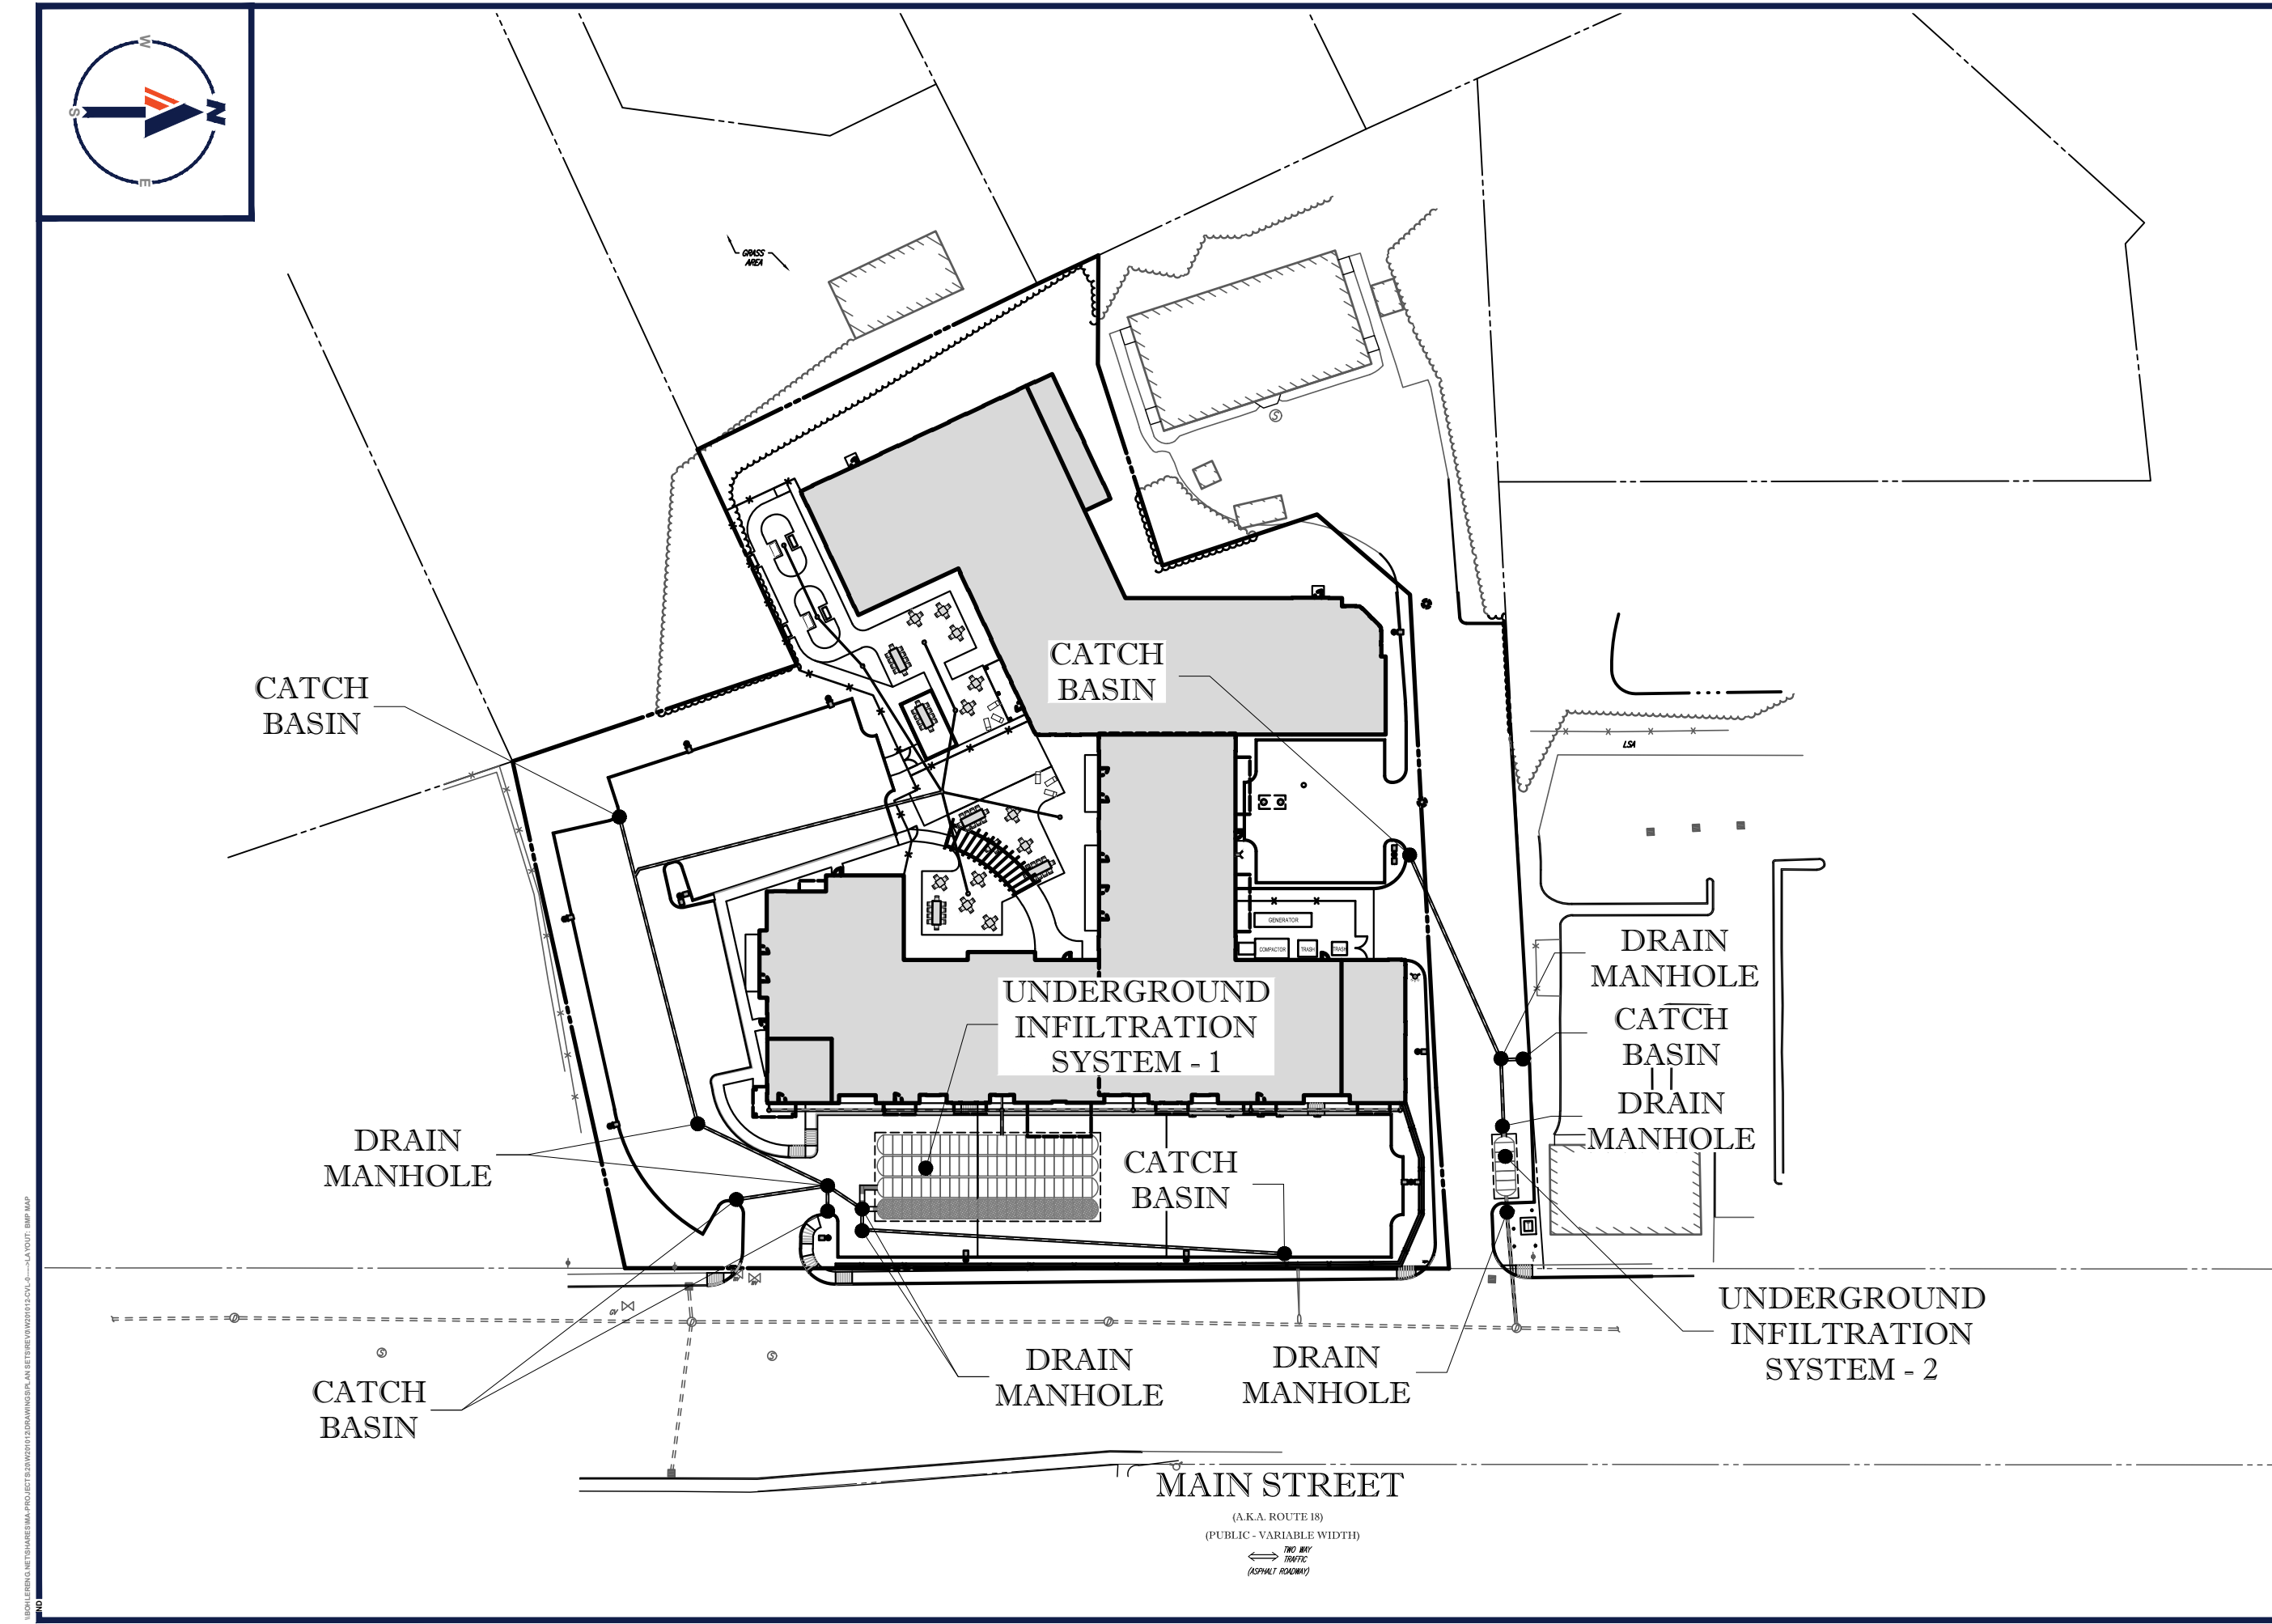 W
N
S
E
GRASS
AREA
CATCH
BASIN
CATCH
BASIN
LSA
GENERATOR
COMPACTOR
TRASH
TRASH
DRAIN
MANHOLE
UNDERGROUND
INFILTRATION
SYSTEM - 1
CATCH
BASIN
DRAIN
MANHOLE
DRAIN
MANHOLE
CATCH
BASIN
GV
S
S
S
D
D
D
D
UNDERGROUND
INFILTRATION
SYSTEM - 2
DRAIN
MANHOLE
DRAIN
MANHOLE
CATCH
BASIN
MAIN STREET
(A.K.A. ROUTE 18)
(PUBLIC - VARIABLE WIDTH)
TWO WAY
TRAFFIC
(ASPHALT ROADWAY)